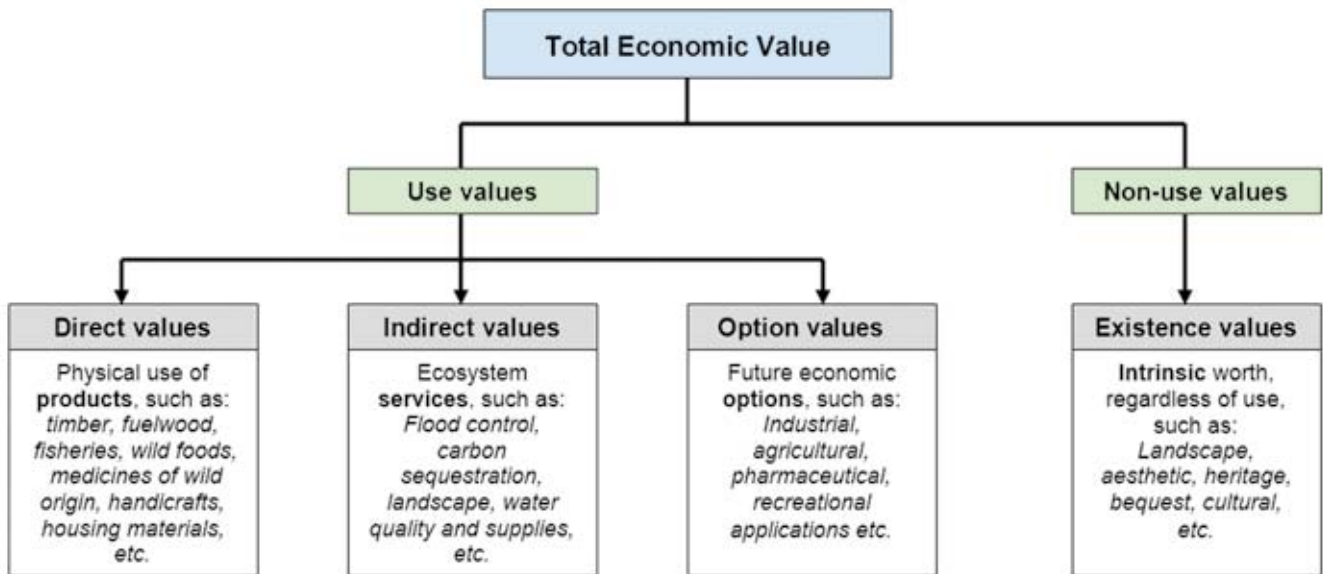 Total Economic Value
Use values
Non-use values
Direct values
Physical use of
products, such as:
timber, fuelwood,
fisheries, wild foods,
medicines of wild
origin, handicrafts,
housing materials,
etc.
Indirect values
Ecosystem
services, such as:
Flood control,
carbon
sequestration,
landscape, water
quality and supplies,
etc.
Option values
Future economic
options, such as:
Industrial,
agricultural,
pharmaceutical,
recreational
applications etc.
Existence values
Intrinsic worth,
regardless of use,
such as:
Landscape,
aesthetic, heritage,
bequest, cultural,
etc.